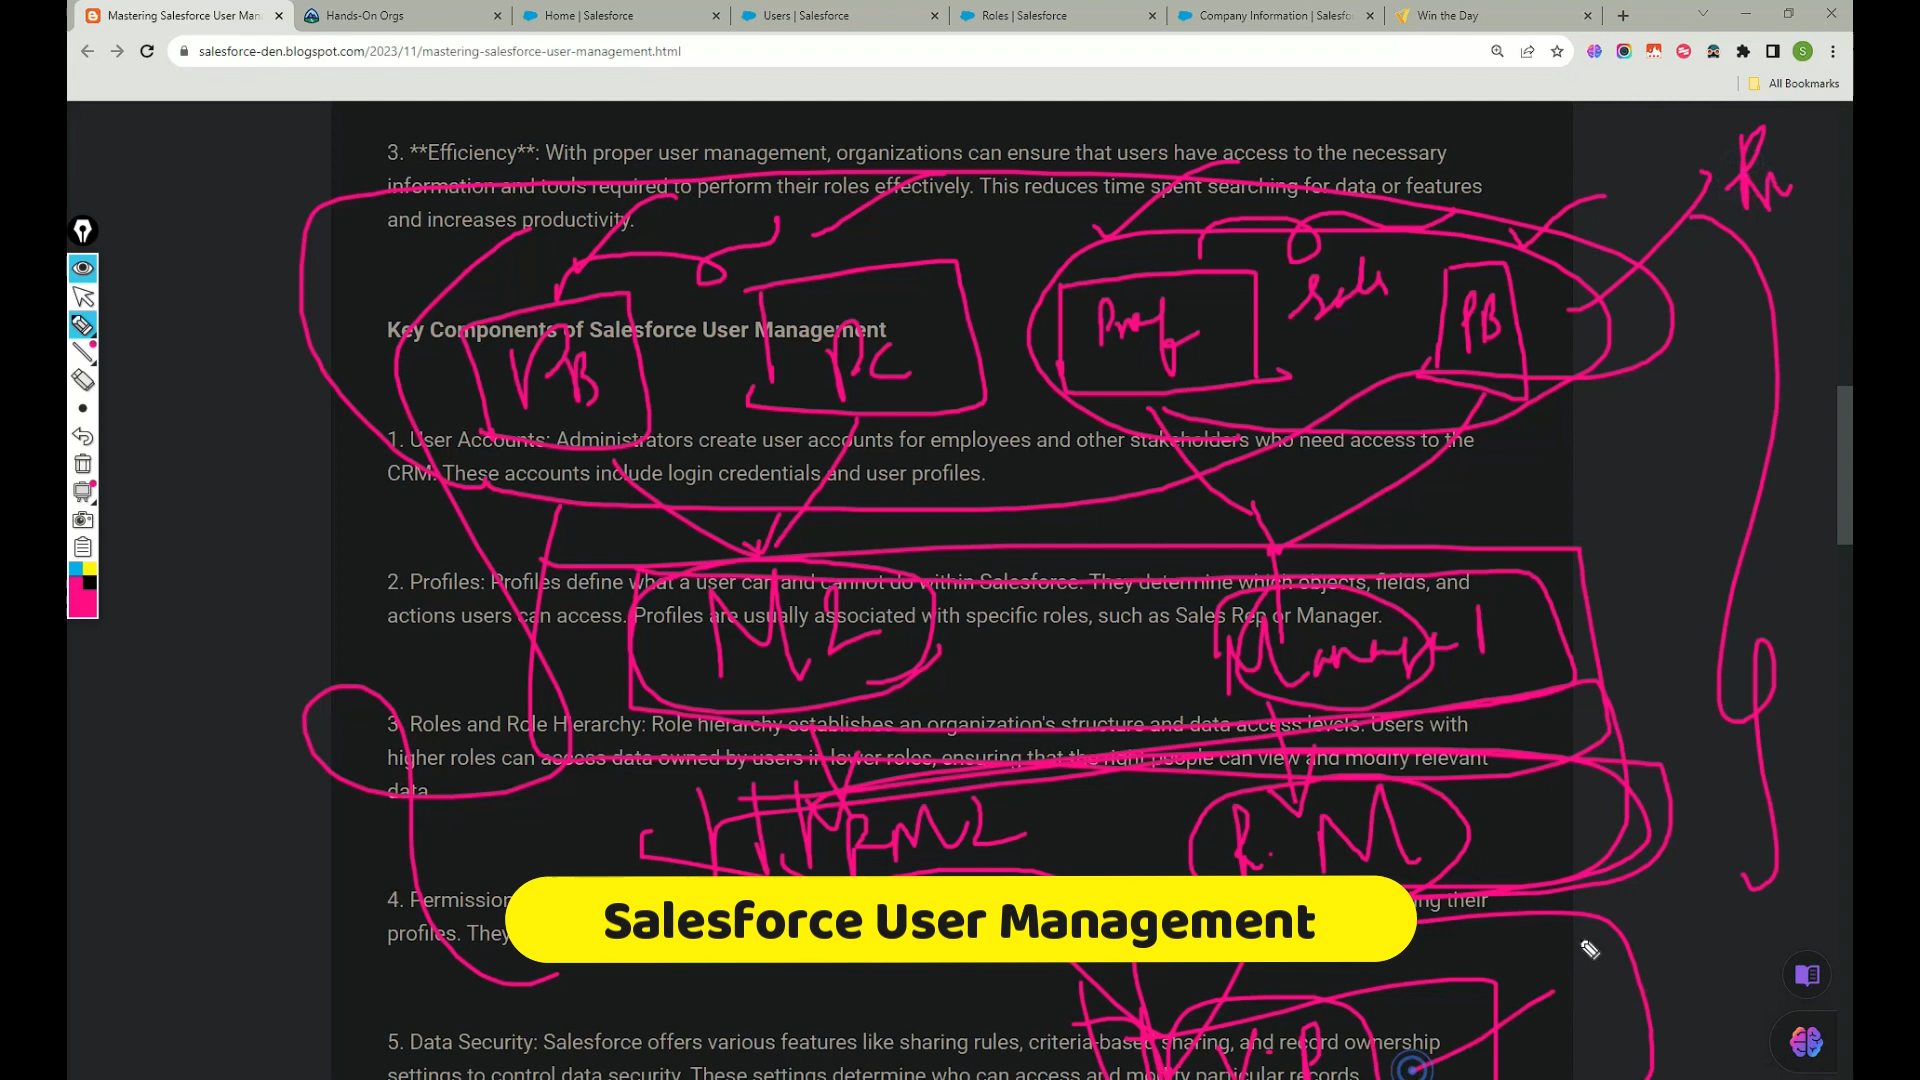 Mastering Salesforce User Man
Hands-On Orgs
Home | Salesforce
Users | Salesforce
Roles | Salesforce
Company Information | Salesfo
Win the Day
salesforce-den.blogspot.com/2023/11/mastering-salesforce-user-management.html
S
All Bookmarks
3. **Efficiency**: With proper user management, organizations can ensure that users have access to the necessary
information and tools required to perform their roles effectively. This reduces time spent searching for data or features
and increases productivity.
Sales
PB
Key Components of Salesforce User Management
PC
1. User Accounts: Administrators create user accounts for employees and other stakeholders who need access to the
CRM. These accounts include login credentials and user profiles.
2. Profiles: Profiles define what a user can and cannot do within Salesforce. They determine which objects, fields, and
actions users can access. Profiles are usually associated with specific roles, such as Sales Rep or Manager.
M2
Manager 1
3. Roles and Role Hierarchy: Role hierarchy establishes an organization's structure and data access levels. Users with
higher roles can access data owned by users in lower roles, ensuring that the right people can view and modify relevant
data.
RM2
R.M
4. Permission
ng their
profiles. They
Salesforce User Management
V.P
5. Data Security: Salesforce offers various features like sharing rules, criteria-based sharing, and record ownership
settings to control data security. These settings determine who can access and modify particular records.